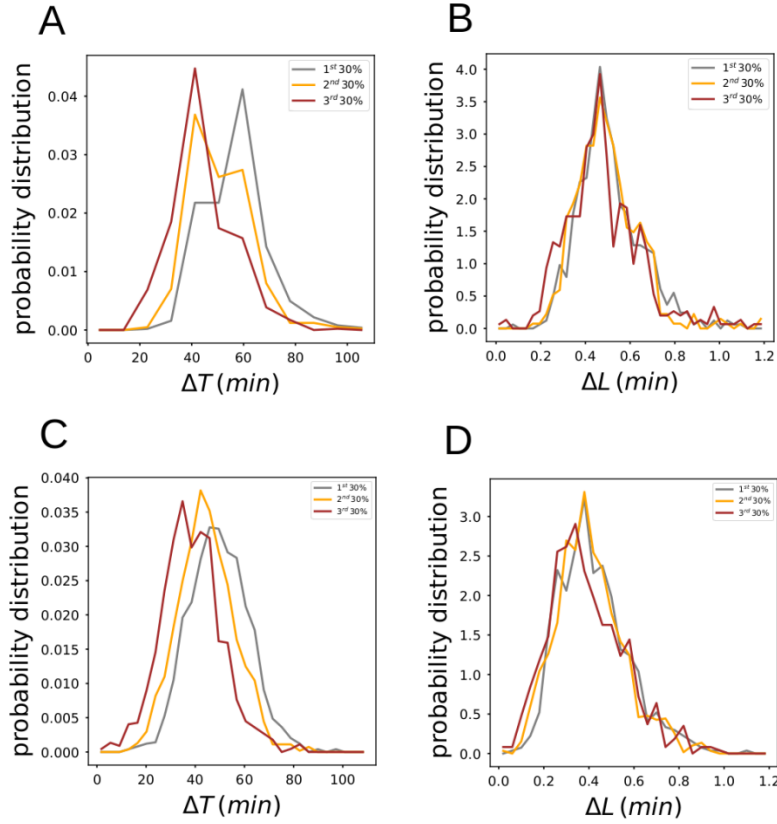 A
probability distribution
0.04
0.03
0.02
0.01
0.00
1st 30%
2nd 30%
3rd 30%
0 20 40 60 80 100
ΔT (min)
B
probability distribution
4.0
3.5
3.0
2.5
2.0
1.5
1.0
0.5
0.0
1st 30%
2nd 30%
3rd 30%
0.0 0.2 0.4 0.6 0.8 1.0 1.2
ΔL (min)
C
probability distribution
0.040
0.035
0.030
0.025
0.020
0.015
0.010
0.005
0.000
1st 30%
2nd 30%
3rd 30%
0 20 40 60 80 100
ΔT (min)
D
probability distribution
3.0
2.5
2.0
1.5
1.0
0.5
0.0
1st 30%
2nd 30%
3rd 30%
0.0 0.2 0.4 0.6 0.8 1.0 1.2
ΔL (min)